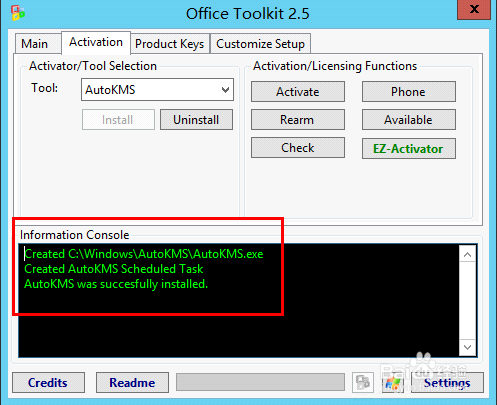 Office Toolkit 2.5
x
Main Activation Product Keys Customize Setup
Activator/Tool Selection
Tool: AutoKMS
Install Uninstall
Activation/Licensing Functions
Activate Phone
Rearm Available
Check EZ-Activator
Information Console
Created C:\Windows\AutoKMS\AutoKMS.exe
Created AutoKMS Scheduled Task
AutoKMS was succesfully installed.
Credits Readme Settings